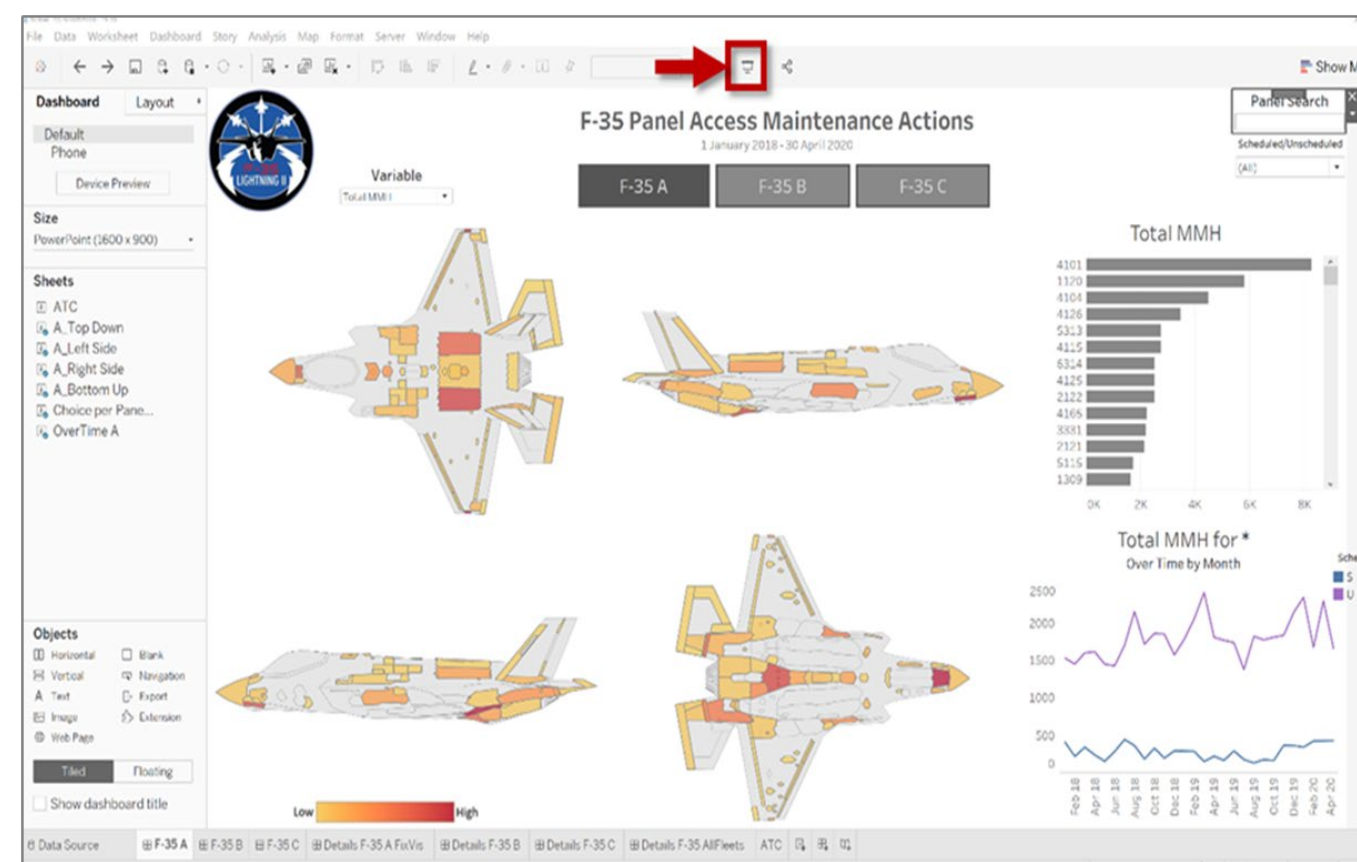 File Data Worksheet Dashboard Story Analysis Map Format Server Window Help
Show M
Dashboard Layout
Default
Phone
Device Preview
Size
PowerPoint (1600 x 900)
Sheets
ATC
A_Top Down
A_Left Side
A_Right Side
A_Bottom Up
Choice per Pane...
OverTime A
Objects
Horizontal Blank
Vertical Navigation
A Text Export
Image Extension
Web Page
Tiled Floating
Show dashboard title
LIGHTNING II
Variable
Total MMH
F-35 Panel Access Maintenance Actions
1 January 2018 - 30 April 2020
F-35 A F-35 B F-35 C
Panel Search
Scheduled/Unscheduled
(All)
Total MMH
4101
1120
4104
4126
5313
4115
6314
4125
2122
4165
3331
2121
5115
1309
0K 2K 4K 6K 8K
Total MMH for *
Over Time by Month
Sche
S
U
2500
2000
1500
1000
500
0
Feb 18 Apr 18 Jun 18 Aug 18 Oct 18 Dec 18 Feb 19 Apr 19 Jun 19 Aug 19 Oct 19 Dec 19 Feb 20 Apr 20
Low High
Data Source F-35 A F-35 B F-35 C Details F-35 A FixVis Details F-35 B Details F-35 C Details F-35 AllFleets ATC